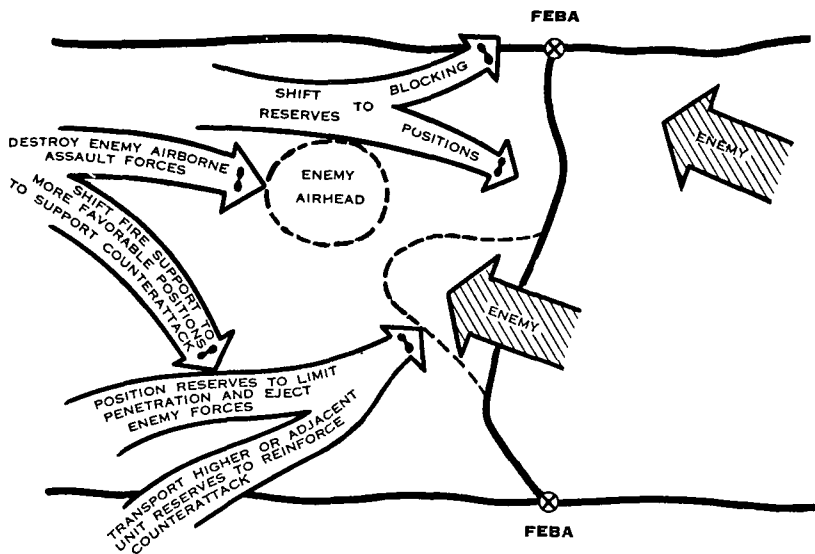 FEBA
SHIFT
RESERVES TO BLOCKING
POSITIONS
ENEMY
DESTROY ENEMY AIRBORNE
ASSAULT FORCES
ENEMY
AIRHEAD
SHIFT FIRE SUPPORT TO
MORE FAVORABLE POSITIONS
TO SUPPORT COUNTERATTACK
ENEMY
POSITION RESERVES TO LIMIT
PENETRATION AND EJECT
ENEMY FORCES
TRANSPORT HIGHER OR ADJACENT
UNIT RESERVES TO REINFORCE
COUNTERATTACK
FEBA